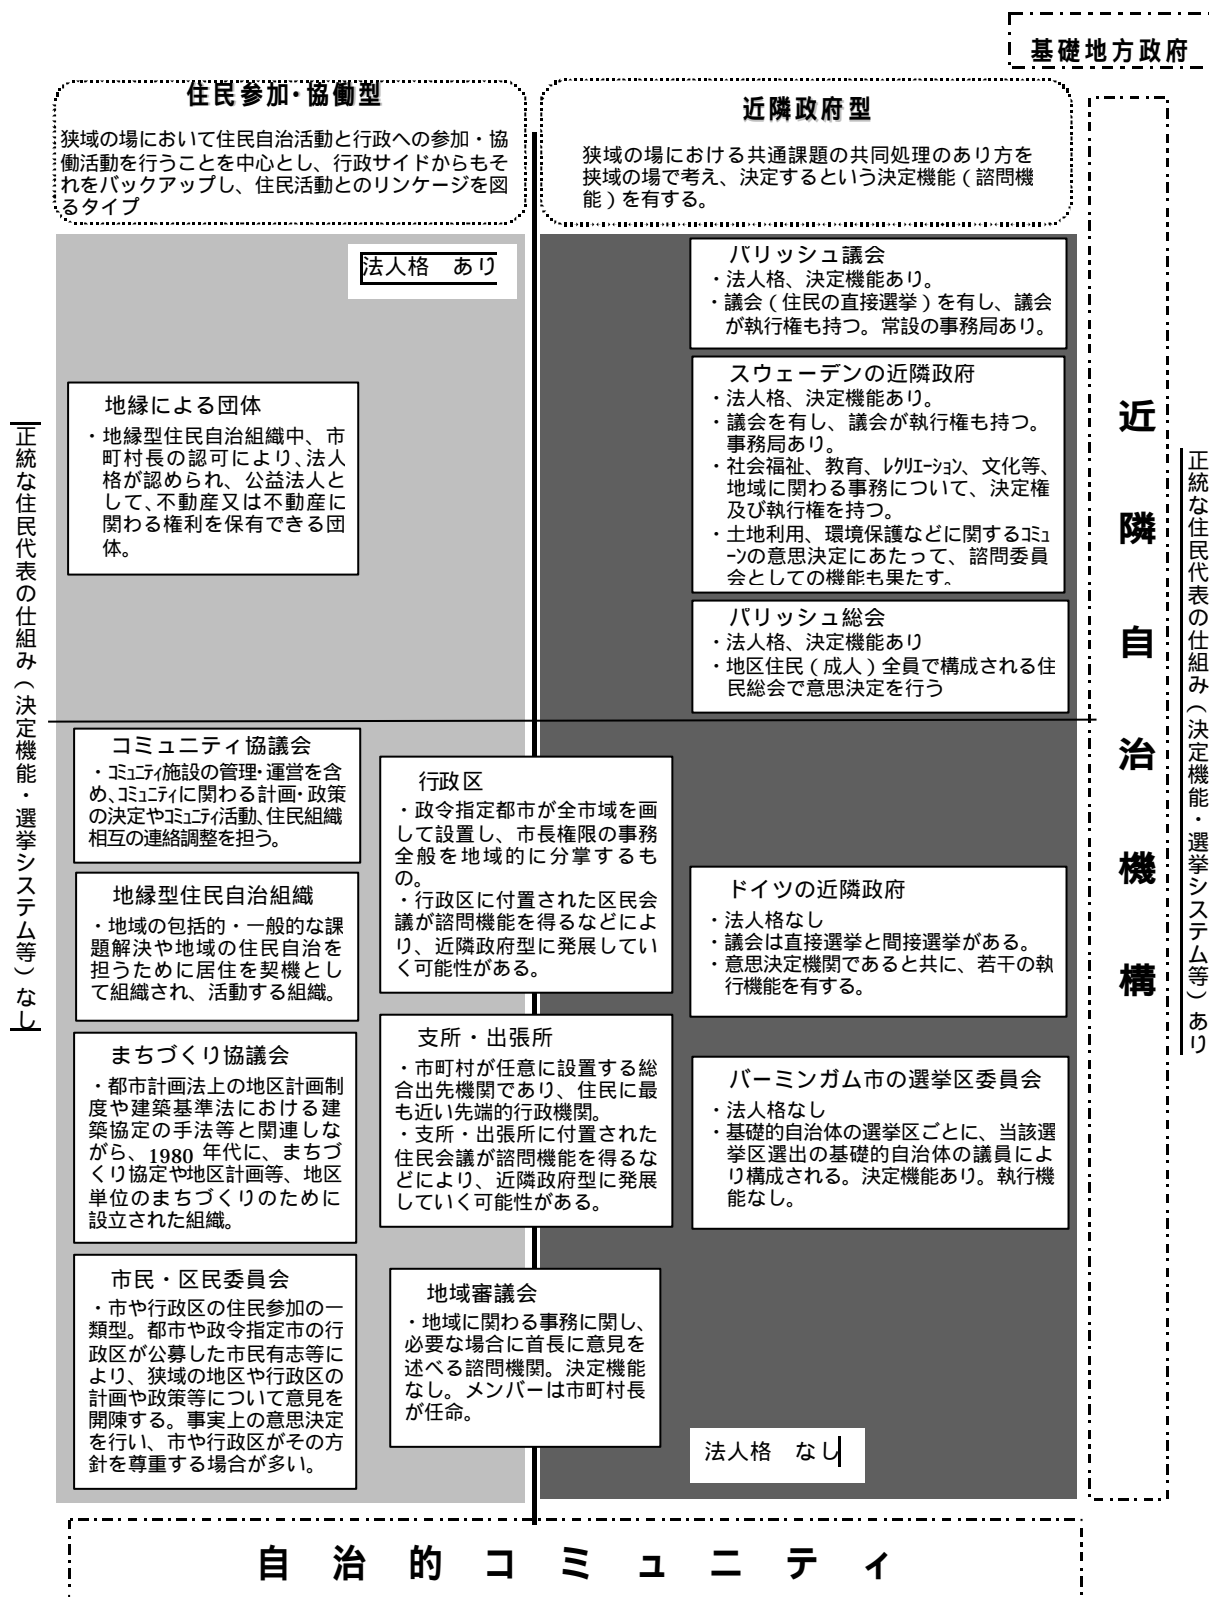 基礎地方政府
住民参加・協働型
狭域の場において住民自治活動と行政への参加・協
働活動を行うことを中心とし、行政サイドからもそ
れをバックアップし、住民活動とのリンケージを図
るタイプ
近隣政府型
狭域の場における共通課題の共同処理のあり方を
狭域の場で考え、決定するという決定機能（諮問機
能）を有する。
正統な住民代表の仕組み（決定機能・選挙システム等）なし
法人格　あり
地縁による団体
・地縁型住民自治組織中、市
町村長の認可により、法人
格が認められ、公益法人と
して、不動産又は不動産に
関わる権利を保有できる団
体。
コミュニティ協議会
・コミュニティ施設の管理・運営を含
め、コミュニティに関わる計画・政策
の決定やコミュニティ活動、住民組織
相互の連絡調整を担う。
地縁型住民自治組織
・地域の包括的・一般的な課
題解決や地域の住民自治を
担うために居住を契機とし
て組織され、活動する組織。
まちづくり協議会
・都市計画法上の地区計画制
度や建築基準法における建
築協定の手法等と関連しな
がら、1980 年代に、まちづ
くり協定や地区計画等、地区
単位のまちづくりのために
設立された組織。
市民・区民委員会
・市や行政区の住民参加の一
類型。都市や政令指定市の行
政区が公募した市民有志等に
より、狭域の地区や行政区の
計画や政策等について意見を
開陳する。事実上の意思決定
を行い、市や行政区がその方
針を尊重する場合が多い。
行政区
・政令指定都市が全市域を画
して設置し、市長権限の事務
全般を地域的に分掌するも
の。
・行政区に付置された区民会
議が諮問機能を得るなどによ
り、近隣政府型に発展してい
く可能性がある。
支所・出張所
・市町村が任意に設置する総
合出先機関であり、住民に最
も近い先端的行政機関。
・支所・出張所に付置された
住民会議が諮問機能を得るな
どにより、近隣政府型に発展
していく可能性がある。
地域審議会
・地域に関わる事務に関し、
必要な場合に首長に意見を
述べる諮問機関。決定機能
なし。メンバーは市町村長
が任命。
パリッシュ議会
・法人格、決定機能あり。
・議会（住民の直接選挙）を有し、議会
が執行権も持つ。常設の事務局あり。
スウェーデンの近隣政府
・法人格、決定機能あり。
・議会を有し、議会が執行権も持つ。
事務局あり。
・社会福祉、教育、レクリエーション、文化等、
地域に関わる事務について、決定権
及び執行権を持つ。
・土地利用、環境保護などに関するコミュ
ーンの意思決定にあたって、諮問委員
会としての機能も果たす。
パリッシュ総会
・法人格、決定機能あり
・地区住民（成人）全員で構成される住
民総会で意思決定を行う
ドイツの近隣政府
・法人格なし
・議会は直接選挙と間接選挙がある。
・意思決定機関であると共に、若干の執
行機能を有する。
バーミンガム市の選挙区委員会
・法人格なし
・基礎的自治体の選挙区ごとに、当該選
挙区選出の基礎的自治体の議員によ
り構成される。決定機能あり。執行機
能なし。
法人格　なし
近隣自治機構
正統な住民代表の仕組み（決定機能・選挙システム等）あり
自治的コミュニティ